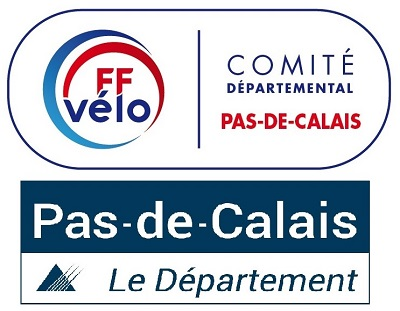 FF
vélo
COMITÉ
DÉPARTEMENTAL
PAS-DE-CALAIS
Pas-de-Calais
Le Département